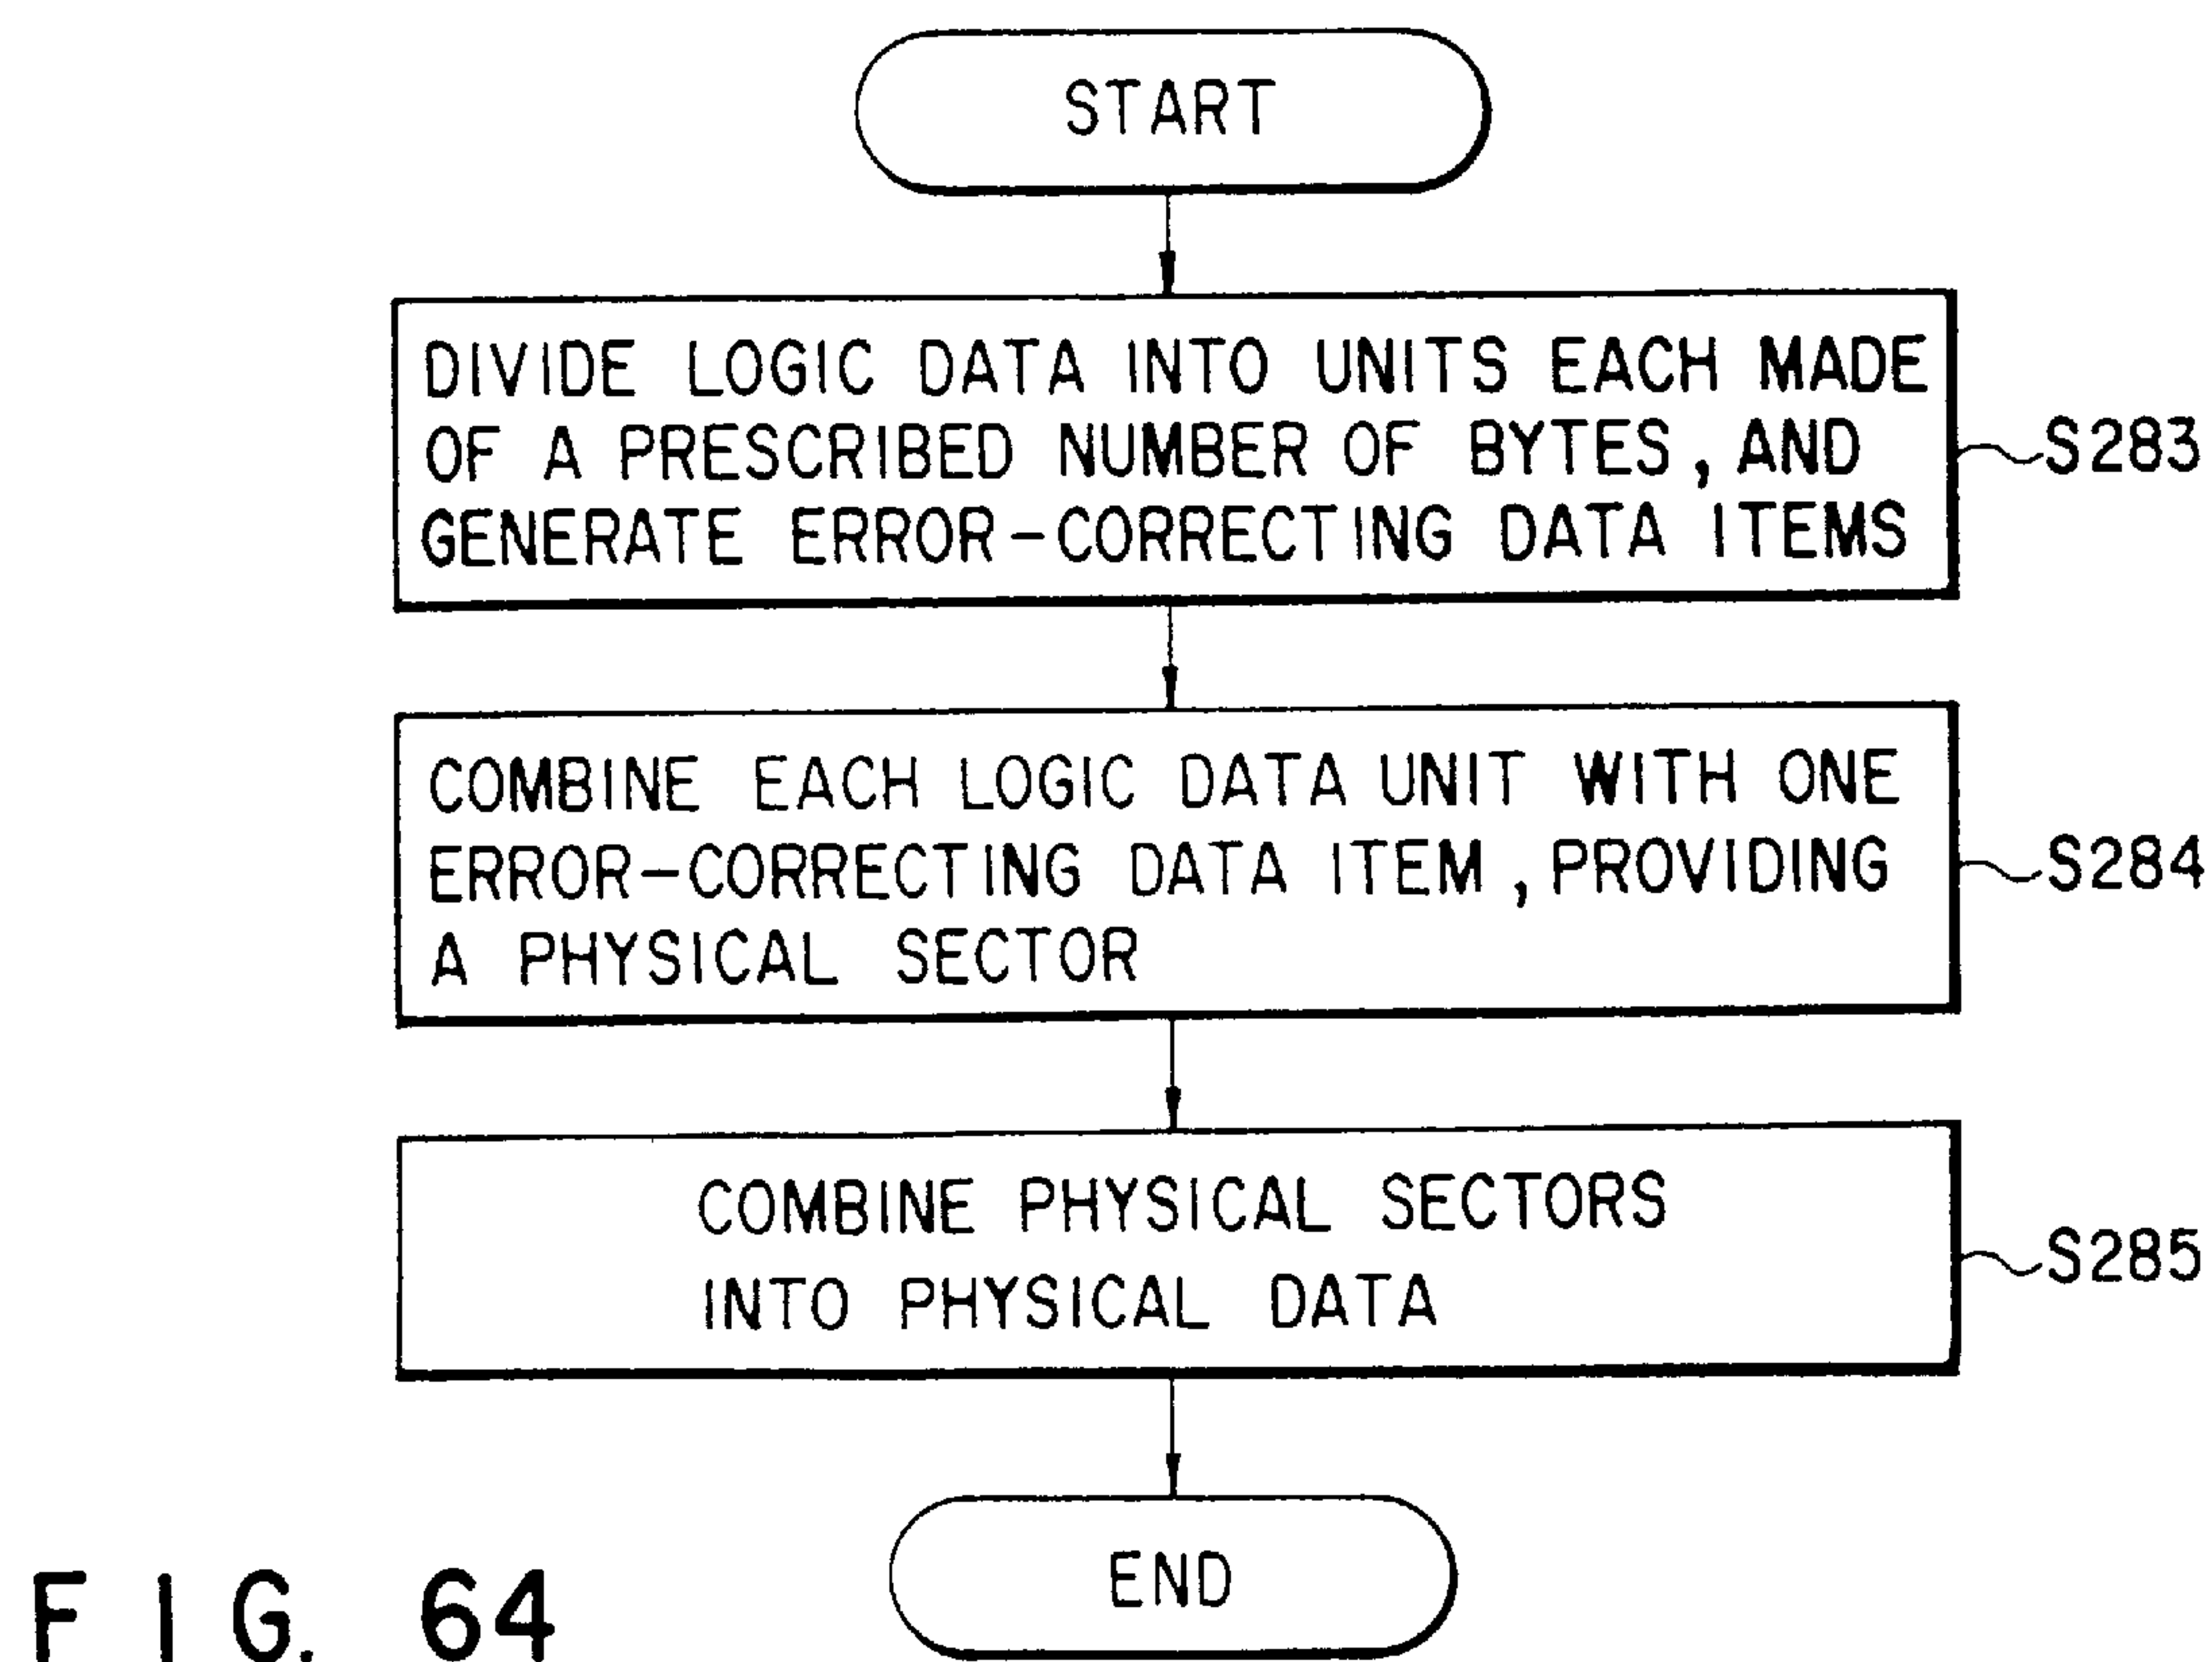 START
DIVIDE LOGIC DATA INTO UNITS EACH MADE
OF A PRESCRIBED NUMBER OF BYTES, AND
GENERATE ERROR-CORRECTING DATA ITEMS
S283
COMBINE EACH LOGIC DATA UNIT WITH ONE
ERROR-CORRECTING DATA ITEM, PROVIDING
A PHYSICAL SECTOR
S284
COMBINE PHYSICAL SECTORS
INTO PHYSICAL DATA
S285
END
FIG. 64